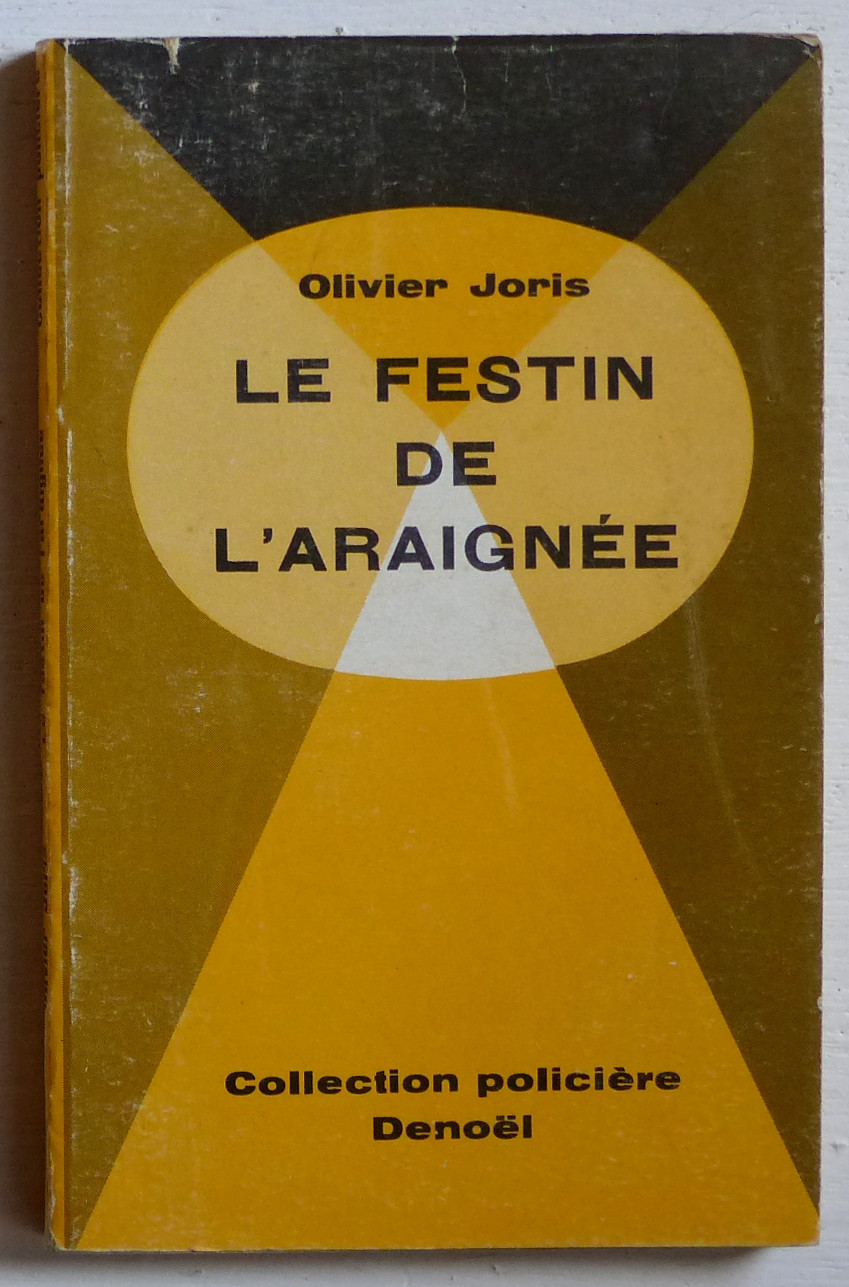 Olivier Joris
LE FESTIN
DE
L'ARAIGNÉE
Collection policière
Denoël